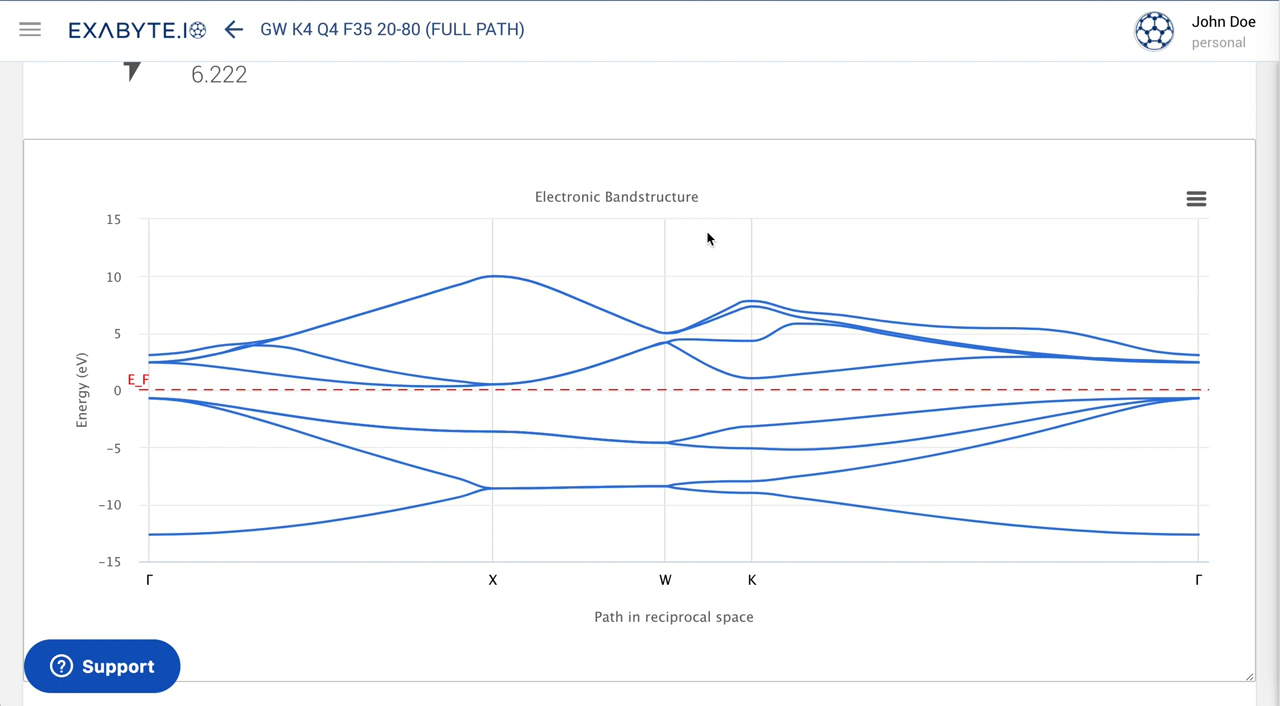 EXABYTE.IO
GW K4 Q4 F35 20-80 (FULL PATH)
John Doe
personal
6.222
Electronic Bandstructure
15
10
5
E_F
0
−5
−10
−15
Energy (eV)
Γ X W K Γ
Path in reciprocal space
? Support